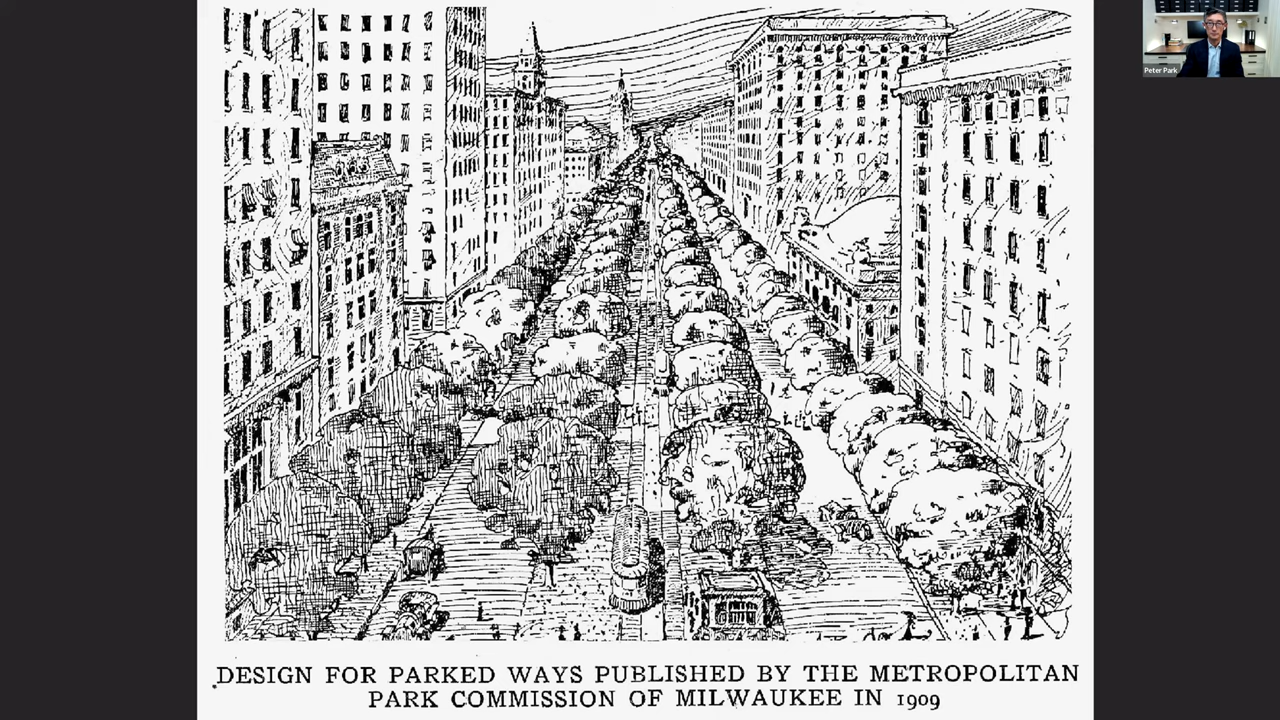 Peter Park
DESIGN FOR PARKED WAYS PUBLISHED BY THE METROPOLITAN
PARK COMMISSION OF MILWAUKEE IN 1909